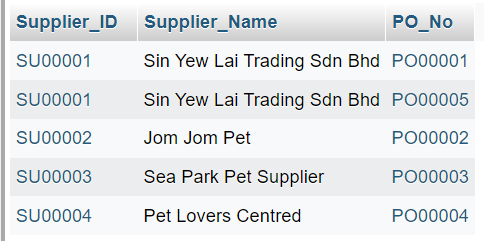 Supplier_ID Supplier_Name PO_No
SU00001 Sin Yew Lai Trading Sdn Bhd PO00001
SU00001 Sin Yew Lai Trading Sdn Bhd PO00005
SU00002 Jom Jom Pet PO00002
SU00003 Sea Park Pet Supplier PO00003
SU00004 Pet Lovers Centred PO00004